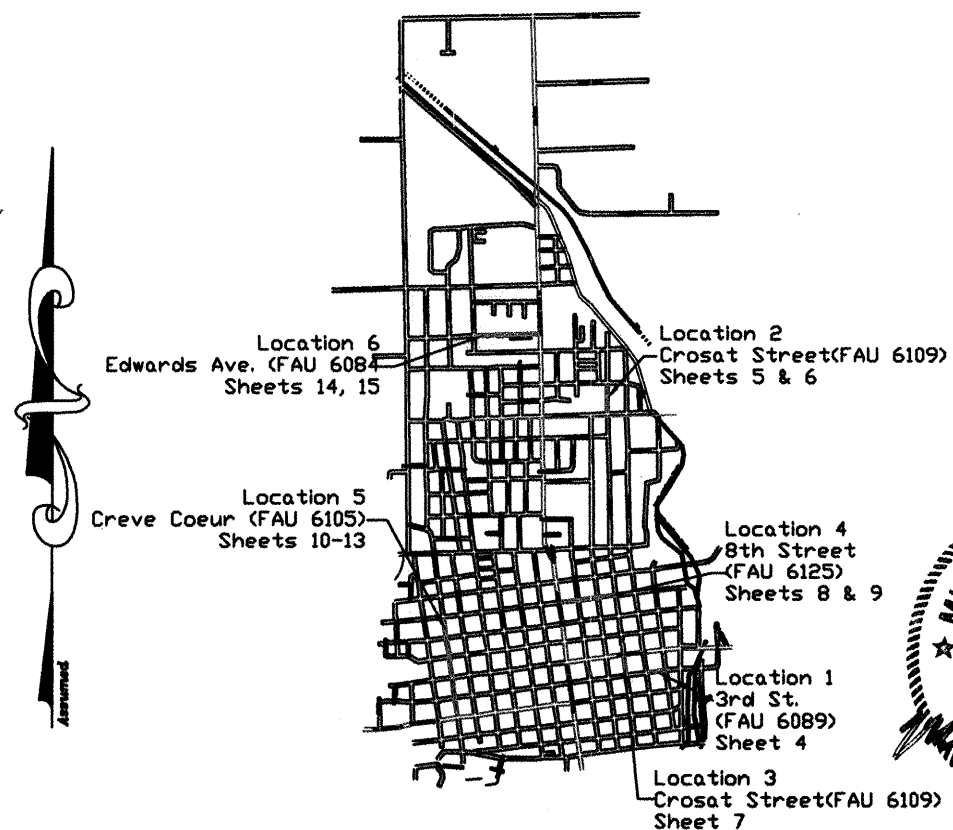 Location 6
Edwards Ave. (FAU 6084
Sheets 14, 15
Location 2
Crosat Street(FAU 6109)
Sheets 5 & 6
Location 5
Creve Coeur (FAU 6105)
Sheets 10-13
Location 4
8th Street
(FAU 6125)
Sheets 8 & 9
Assumed
Location 1
3rd St.
(FAU 6089)
Sheet 4
Location 3
Crosat Street(FAU 6109)
Sheet 7